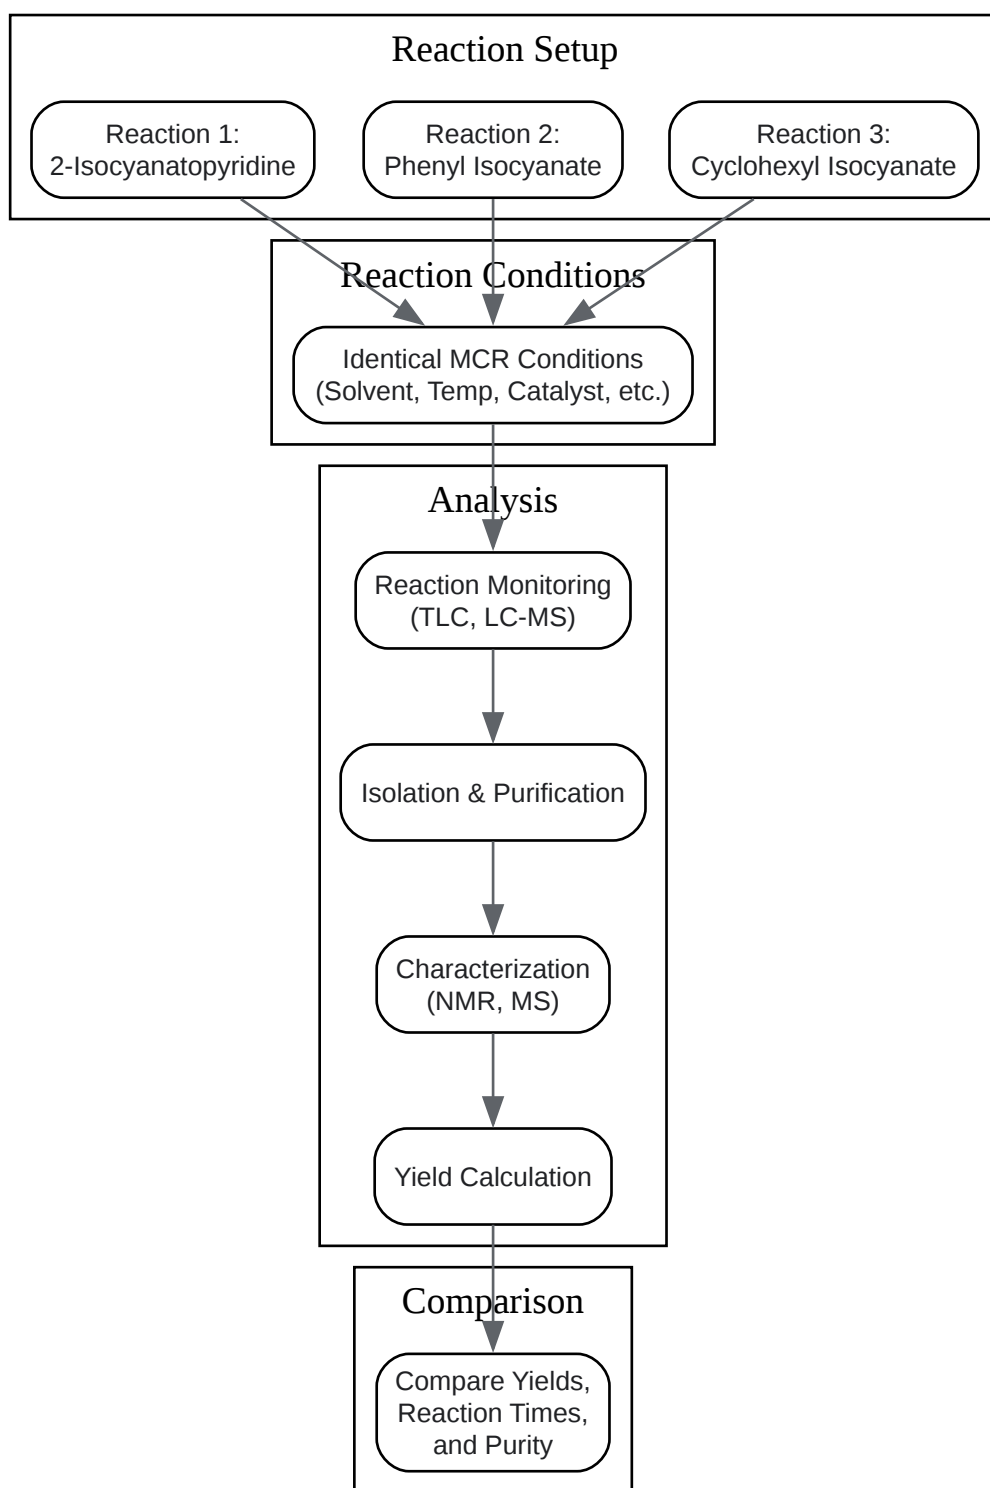 Reaction Setup
Reaction 1:
2-Isocyanatopyridine
Reaction 2:
Phenyl Isocyanate
Reaction 3:
Cyclohexyl Isocyanate
Reaction Conditions
Identical MCR Conditions
(Solvent, Temp, Catalyst, etc.)
Analysis
Reaction Monitoring
(TLC, LC-MS)
Isolation & Purification
Characterization
(NMR, MS)
Yield Calculation
Comparison
Compare Yields,
Reaction Times,
and Purity